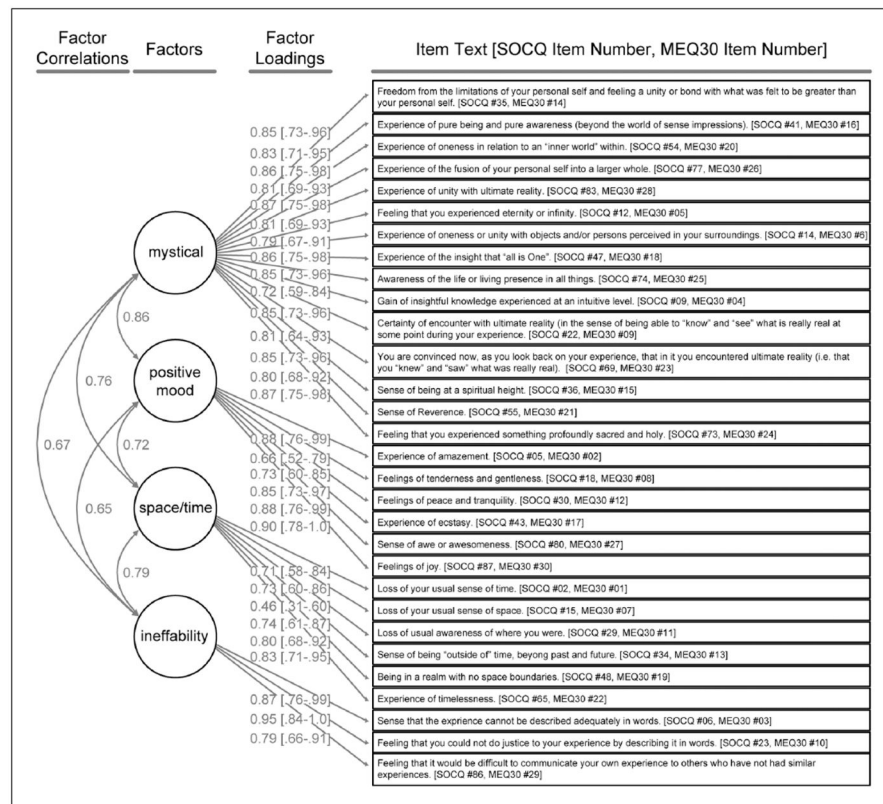 Factor
Correlations
Factors
Factor
Loadings
Item Text [SOCQ Item Number, MEQ30 Item Number]
mystical
positive
mood
space/time
ineffability
0.86
0.76
0.67
0.72
0.65
0.79
0.85 [.73-.96]
0.83 [.71-.95]
0.86 [.75-.98]
0.81 [.69-.93]
0.87 [.75-.98]
0.81 [.69-.93]
0.79 [.67-.91]
0.86 [.75-.98]
0.85 [.73-.96]
0.72 [.59-.84]
0.85 [.73-.96]
0.81 [.64-.93]
0.85 [.73-.96]
0.80 [.68-.92]
0.87 [.75-.98]
0.88 [.76-.99]
0.66 [.52-.79]
0.73 [.60-.85]
0.85 [.73-.97]
0.88 [.76-.99]
0.90 [.78-1.0]
0.71 [.58-.84]
0.73 [.60-.86]
0.46 [.31-.60]
0.74 [.61-.87]
0.80 [.68-.92]
0.83 [.71-.95]
0.87 [.76-.99]
0.95 [.84-1.0]
0.79 [.66-.91]
Freedom from the limitations of your personal self and feeling a unity or bond with what was felt to be greater than
your personal self. [SOCQ #35, MEQ30 #14]
Experience of pure being and pure awareness (beyond the world of sense impressions). [SOCQ #41, MEQ30 #16]
Experience of oneness in relation to an “inner world” within. [SOCQ #54, MEQ30 #20]
Experience of the fusion of your personal self into a larger whole. [SOCQ #77, MEQ30 #26]
Experience of unity with ultimate reality. [SOCQ #83, MEQ30 #28]
Feeling that you experienced eternity or infinity. [SOCQ #12, MEQ30 #05]
Experience of oneness or unity with objects and/or persons perceived in your surroundings. [SOCQ #14, MEQ30 #6]
Experience of the insight that “all is One”. [SOCQ #47, MEQ30 #18]
Awareness of the life or living presence in all things. [SOCQ #74, MEQ30 #25]
Gain of insightful knowledge experienced at an intuitive level. [SOCQ #09, MEQ30 #04]
Certainty of encounter with ultimate reality (in the sense of being able to “know” and “see” what is really real at
some point during your experience. [SOCQ #22, MEQ30 #09]
You are convinced now, as you look back on your experience, that in it you encountered ultimate reality (i.e. that
you “knew” and “saw” what was really real). [SOCQ #69, MEQ30 #23]
Sense of being at a spiritual height. [SOCQ #36, MEQ30 #15]
Sense of Reverence. [SOCQ #55, MEQ30 #21]
Feeling that you experienced something profoundly sacred and holy. [SOCQ #73, MEQ30 #24]
Experience of amazement. [SOCQ #05, MEQ30 #02]
Feelings of tenderness and gentleness. [SOCQ #18, MEQ30 #08]
Feelings of peace and tranquility. [SOCQ #30, MEQ30 #12]
Experience of ecstasy. [SOCQ #43, MEQ30 #17]
Sense of awe or awesomeness. [SOCQ #80, MEQ30 #27]
Feelings of joy. [SOCQ #87, MEQ30 #30]
Loss of your usual sense of time. [SOCQ #02, MEQ30 #01]
Loss of your usual sense of space. [SOCQ #15, MEQ30 #07]
Loss of usual awareness of where you were. [SOCQ #29, MEQ30 #11]
Sense of being “outside of” time, beyong past and future. [SOCQ #34, MEQ30 #13]
Being in a realm with no space boundaries. [SOCQ #48, MEQ30 #19]
Experience of timelessness. [SOCQ #65, MEQ30 #22]
Sense that the exprience cannot be described adequately in words. [SOCQ #06, MEQ30 #03]
Feeling that you could not do justice to your experience by describing it in words. [SOCQ #23, MEQ30 #10]
Feeling that it would be difficult to communicate your own experience to others who have not had similar
experiences. [SOCQ #86, MEQ30 #29]